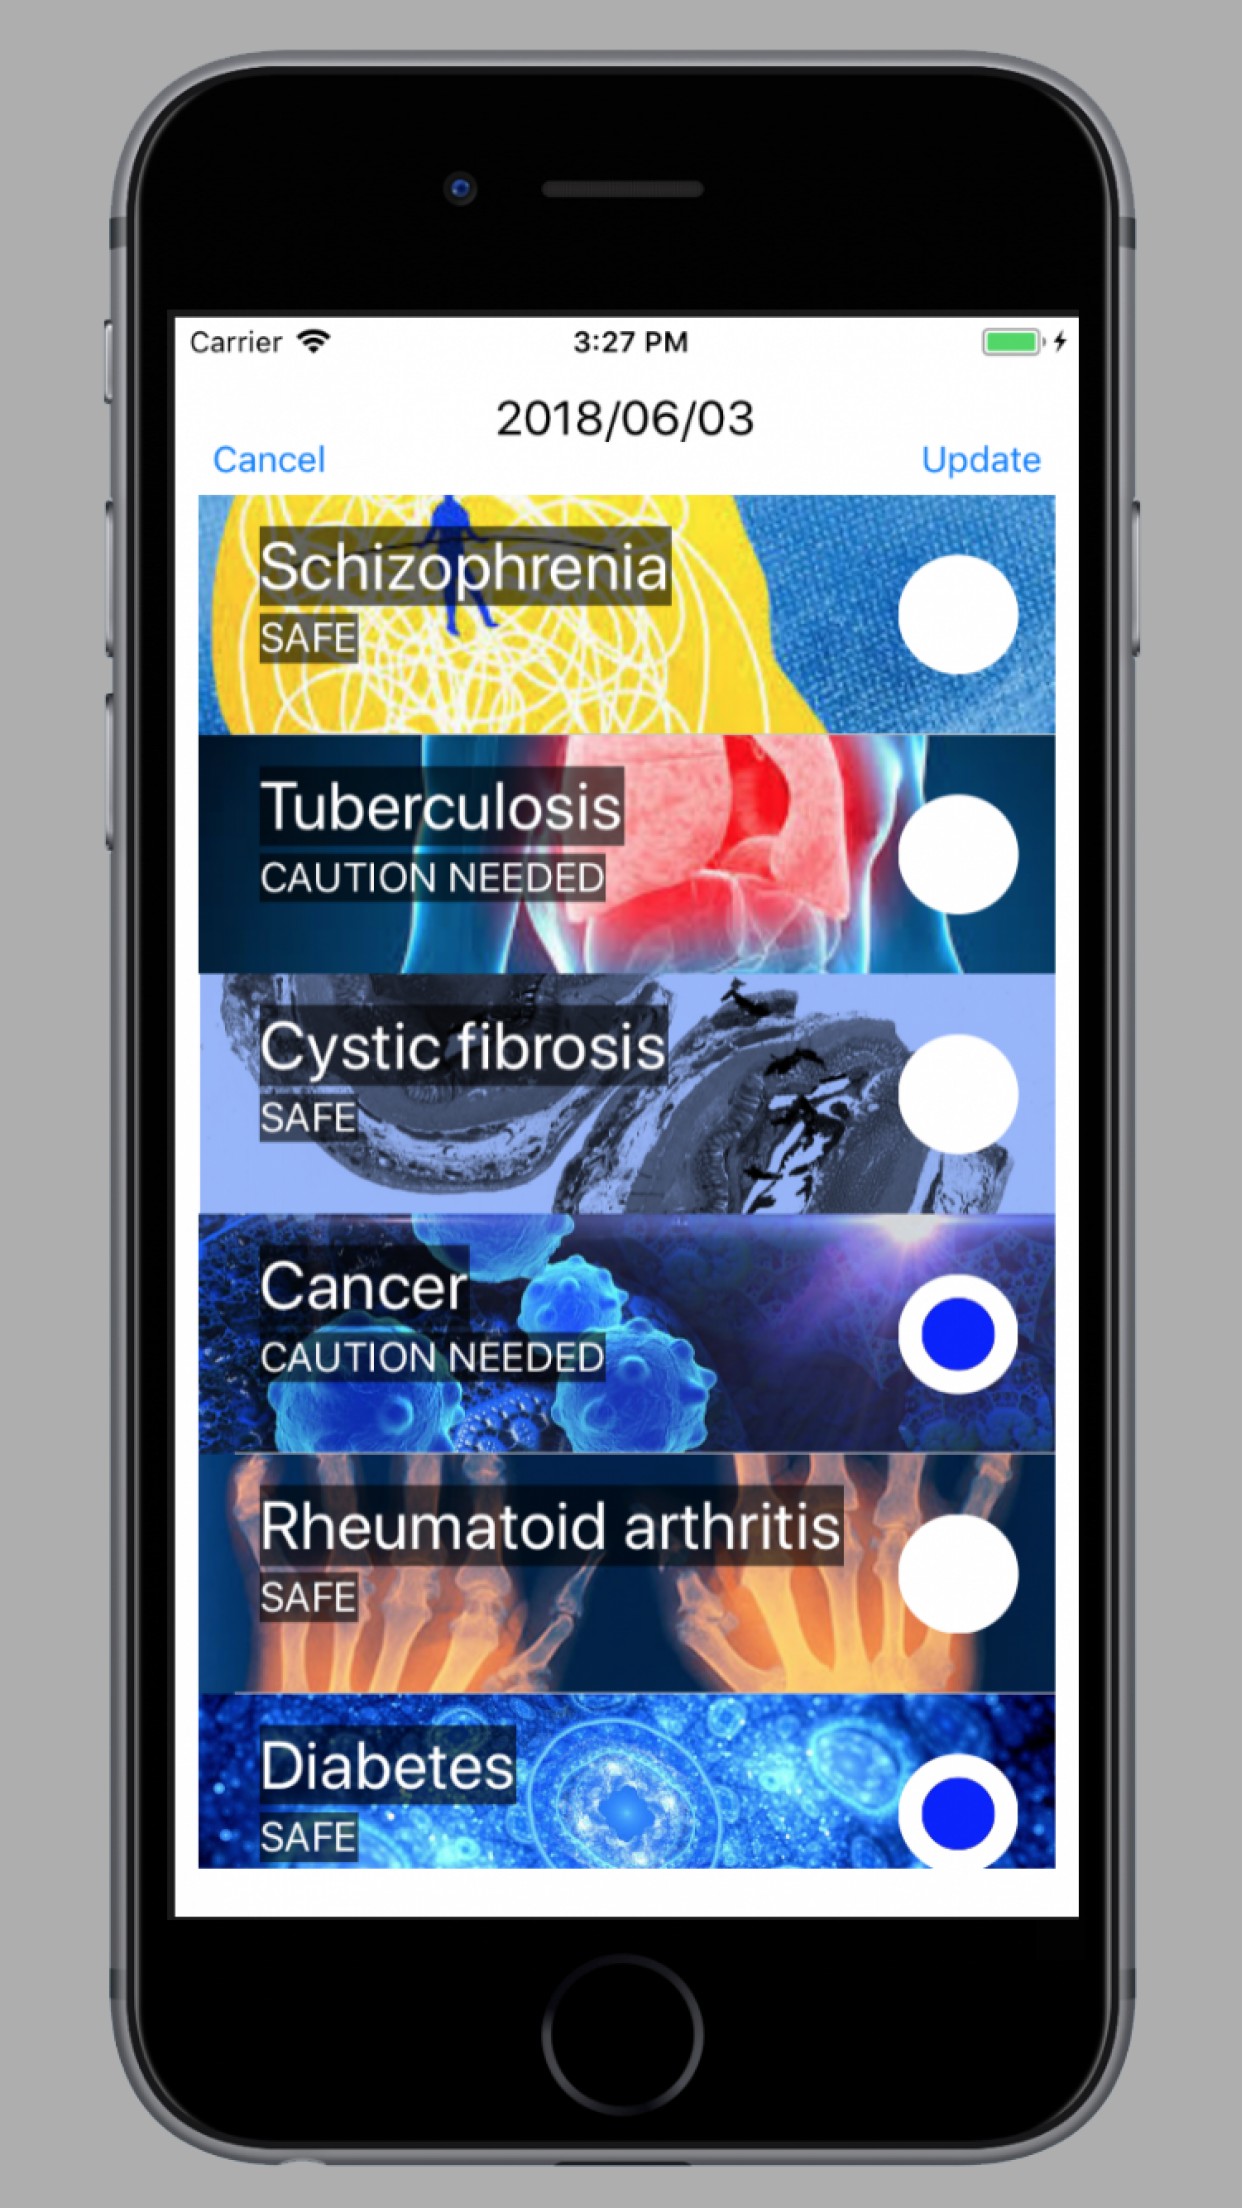 Carrier 3:27 PM
2018/06/03
Cancel Update
Schizophrenia
SAFE
Tuberculosis
CAUTION NEEDED
Cystic fibrosis
SAFE
Cancer
CAUTION NEEDED
Rheumatoid arthritis
SAFE
Diabetes
SAFE